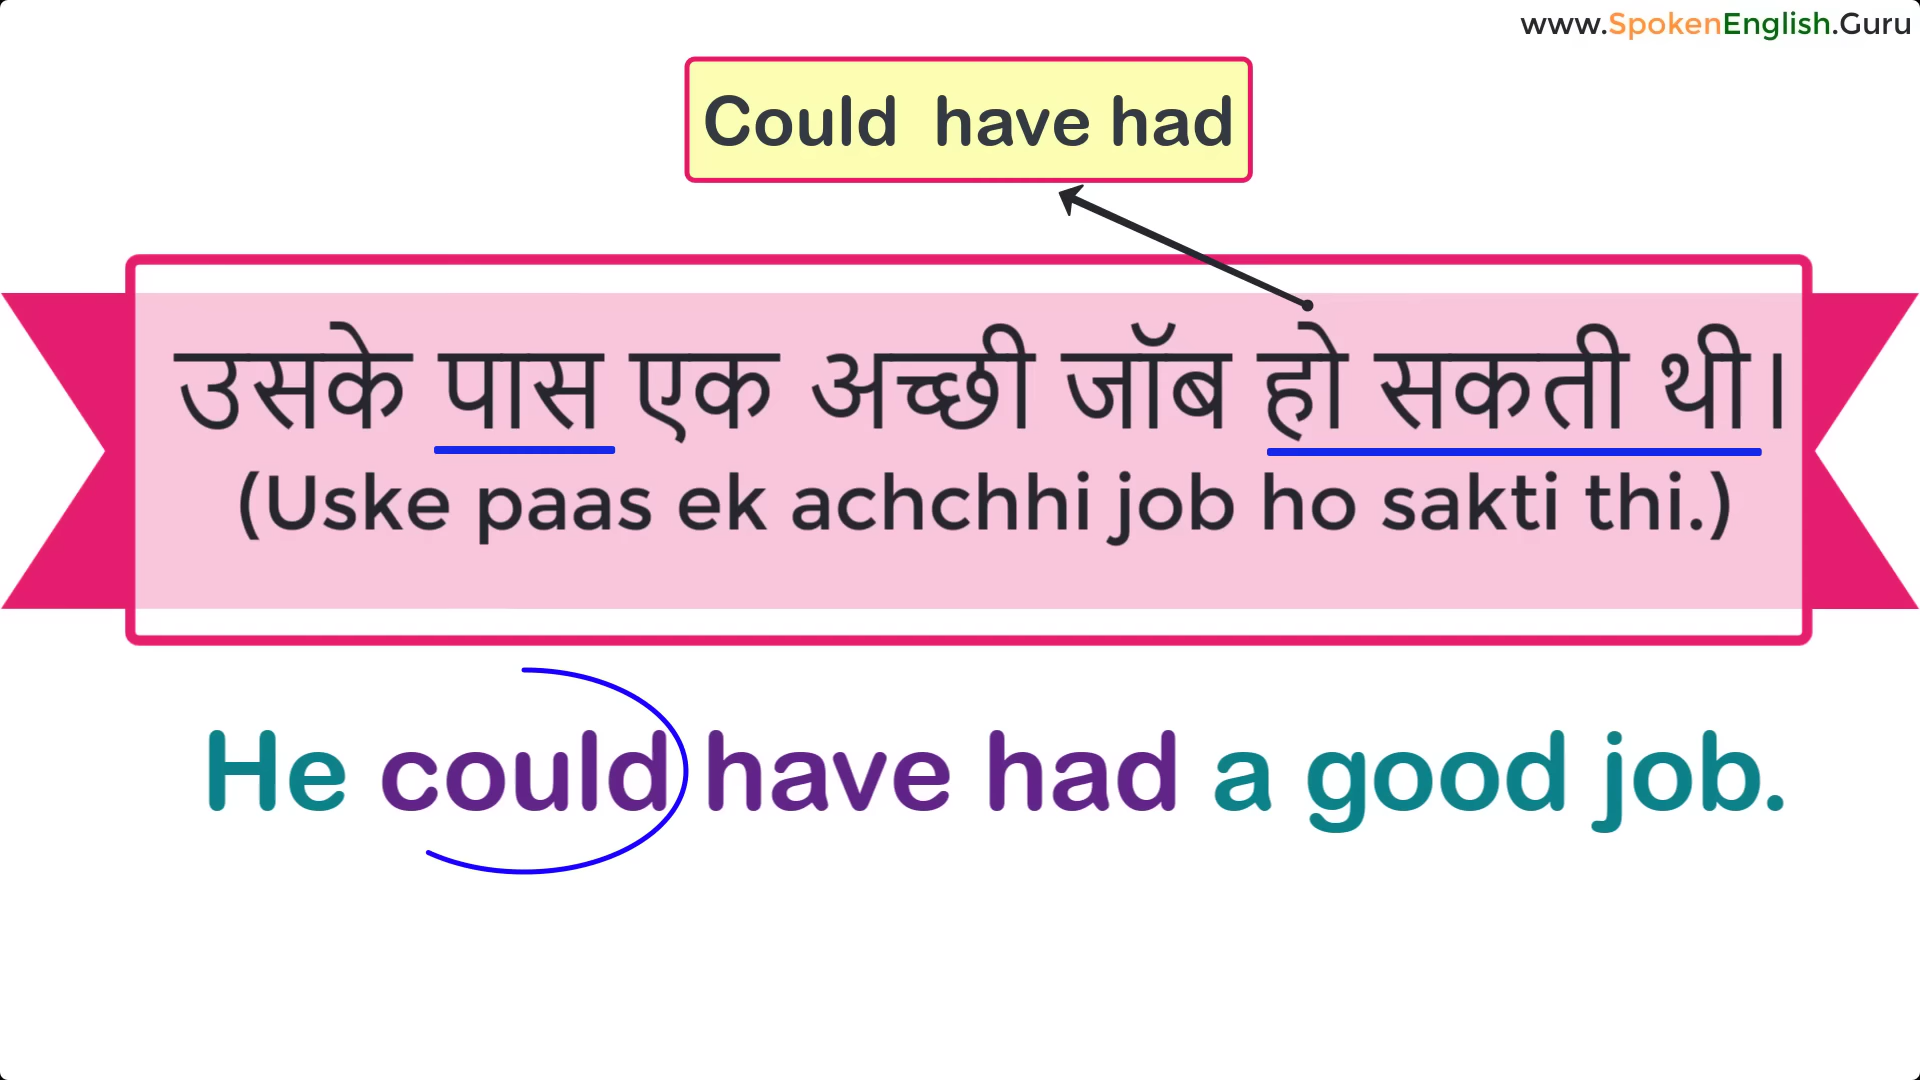 www.SpokenEnglish.Guru
Could have had
उसके पास एक अच्छी जॉब हो सकती थी।
(Uske paas ek achchhi job ho sakti thi.)
He could have had a good job.